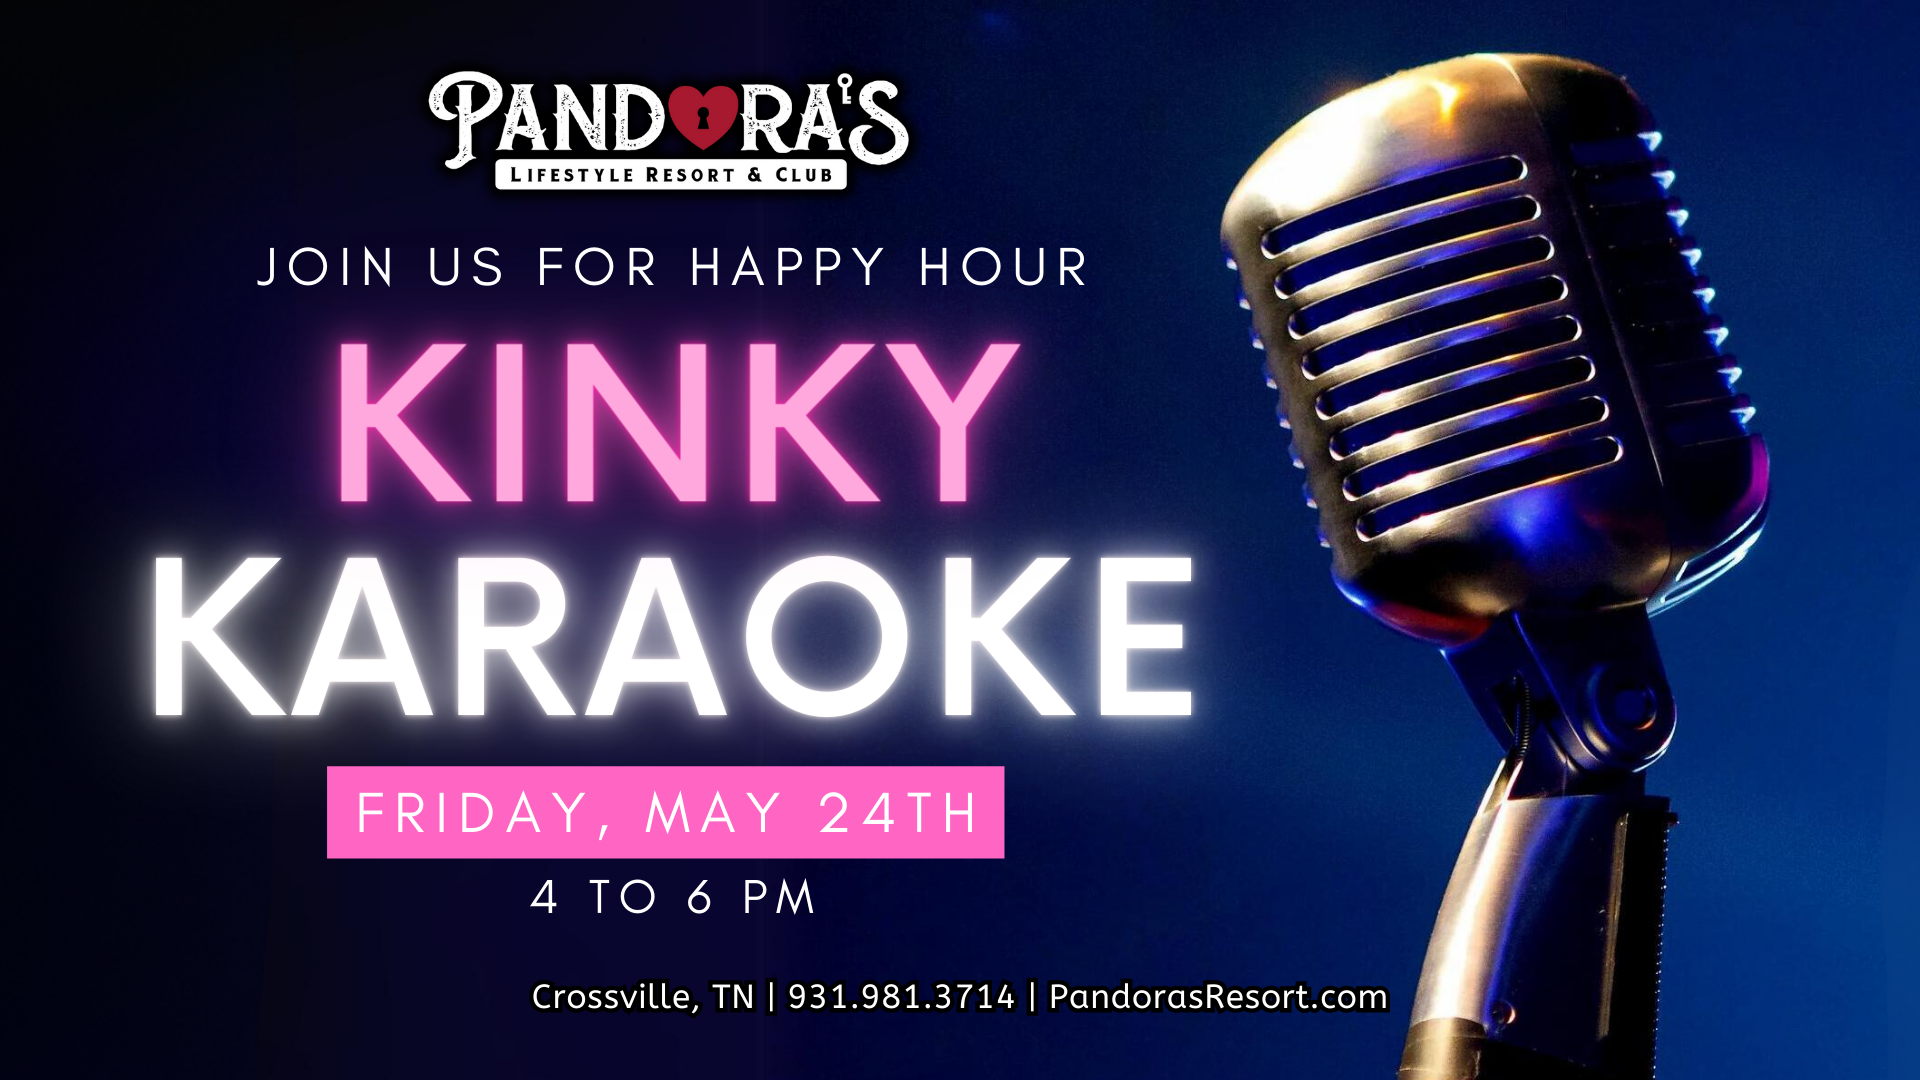 PANDORA'S
LIFESTYLE RESORT & CLUB
JOIN US FOR HAPPY HOUR
KINKY
KARAOKE
FRIDAY, MAY 24TH
4 TO 6 PM
Crossville, TN | 931.981.3714 | PandorasResort.com